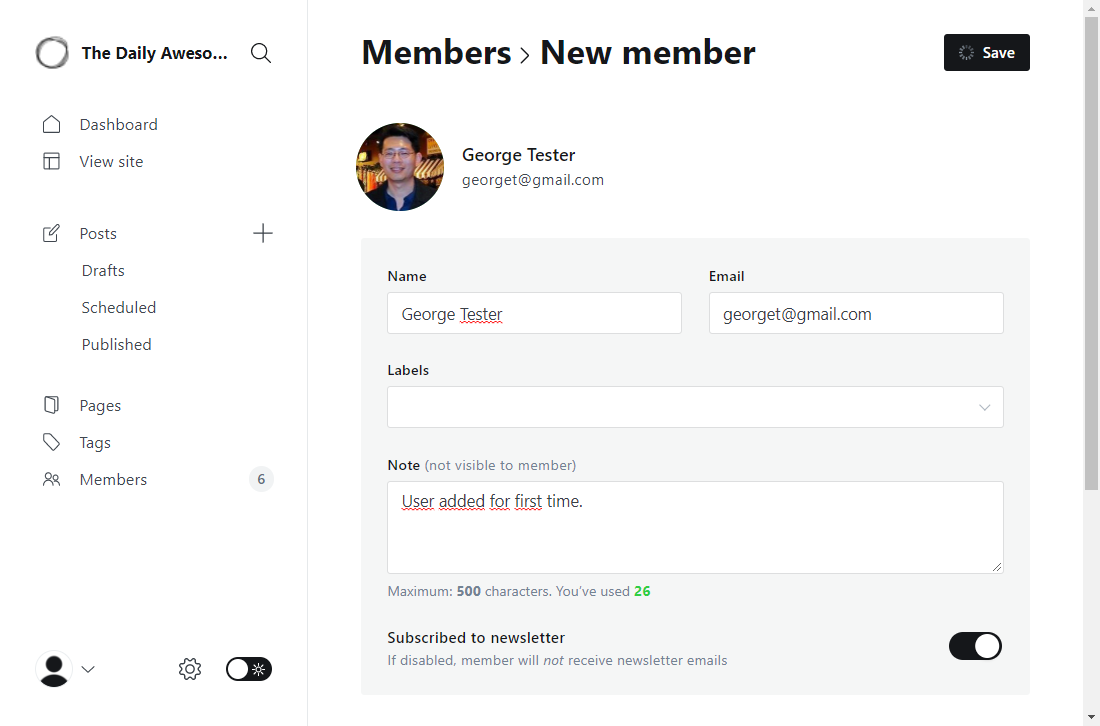 The Daily Aweso...
Members › New member
Save
Dashboard
View site
George Tester
georget@gmail.com
Posts
Drafts
Scheduled
Published
Pages
Tags
Members 6
Name
Email
George Tester
georget@gmail.com
Labels
Note (not visible to member)
User added for first time.
Maximum: 500 characters. You’ve used 26
Subscribed to newsletter
If disabled, member will not receive newsletter emails